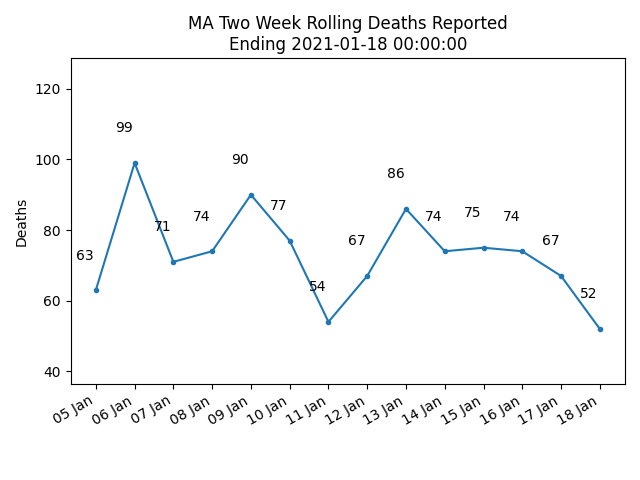 MA Two Week Rolling Deaths Reported
Ending 2021-01-18 00:00:00
Deaths
120
100
80
60
40
63
99
71
74
90
77
54
67
86
74
75
74
67
52
05 Jan
06 Jan
07 Jan
08 Jan
09 Jan
10 Jan
11 Jan
12 Jan
13 Jan
14 Jan
15 Jan
16 Jan
17 Jan
18 Jan